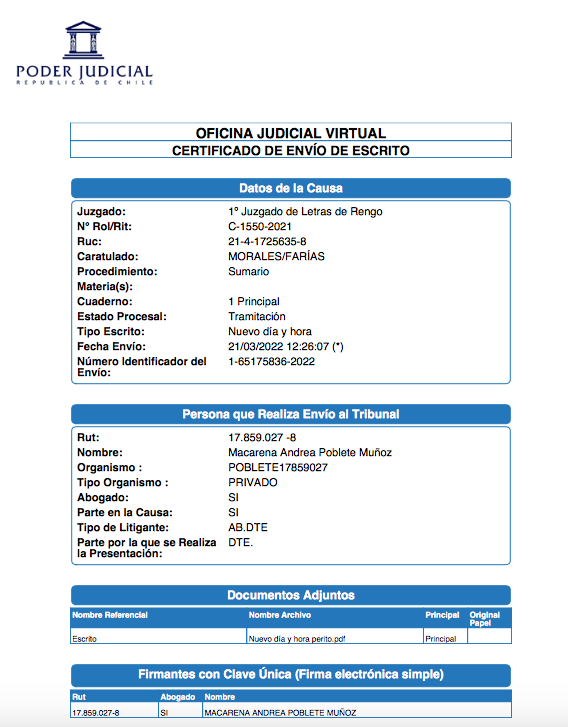 PODER JUDICIAL
REPUBLICA DE CHILE
OFICINA JUDICIAL VIRTUAL
CERTIFICADO DE ENVÍO DE ESCRITO
Datos de la Causa
Juzgado: 1º Juzgado de Letras de Rengo
N° Rol/Rit: C-1550-2021
Ruc: 21-4-1725635-8
Caratulado: MORALES/FARÍAS
Procedimiento: Sumario
Materia(s):
Cuaderno: 1 Principal
Estado Procesal: Tramitación
Tipo Escrito: Nuevo día y hora
Fecha Envío: 21/03/2022 12:26:07 (*)
Número Identificador del 1-65175836-2022
Envío:
Persona que Realiza Envío al Tribunal
Rut: 17.859.027 -8
Nombre: Macarena Andrea Poblete Muñoz
Organismo : POBLETE17859027
Tipo Organismo : PRIVADO
Abogado: SI
Parte en la Causa: SI
Tipo de Litigante: AB.DTE
Parte por la que se Realiza DTE.
la Presentación:
Documentos Adjuntos
Nombre Referencial Nombre Archivo Principal Original
Papel
Escrito Nuevo día y hora perito.pdf Principal
Firmantes con Clave Única (Firma electrónica simple)
Rut Abogado Nombre
17.859.027-8 SI MACARENA ANDREA POBLETE MUÑOZ